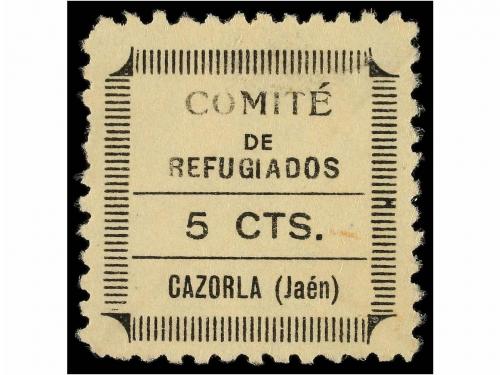 COMITÉ
DE
REFUGIADOS
5 CTS.
CAZORLA (Jaén)